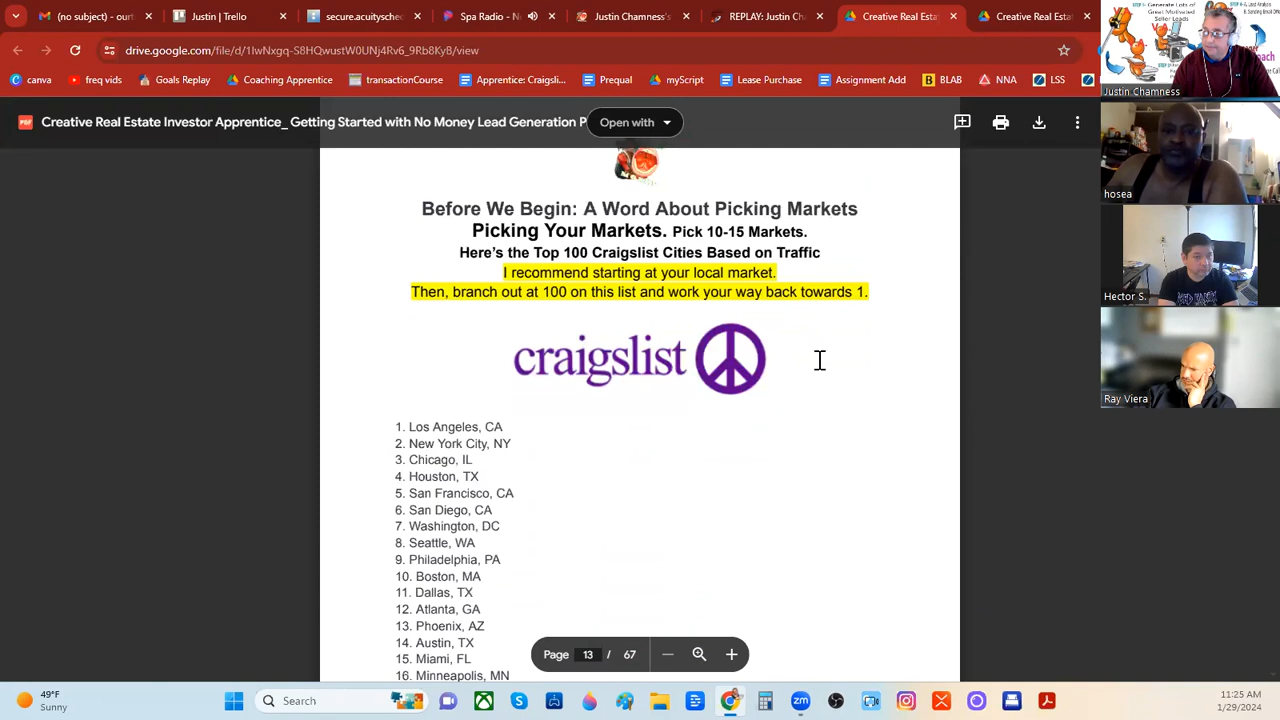 (no subject) - ourt
Justin | Trello
secure.acuitysched
Spa Radio - N
Justin Chamness's
REPLAY: Justin Ch
Creative Real Esta
Creative Real Esta
drive.google.com/file/d/1IwNxgq-S8HQwustW0UNj4Rv6_9Rb8Ky8/view
canva
freq vids
Goals Replay
Coaching Apprentice
transactionCourse
Apprentice: Craigsli...
Prequal
myScript
Lease Purchase
Assignment Add
BLAB
NNA
LSS
Creative Real Estate Investor Apprentice_ Getting Started with No Money Lead Generation P
Open with
Before We Begin: A Word About Picking Markets
Picking Your Markets. Pick 10-15 Markets.
Here's the Top 100 Craigslist Cities Based on Traffic
I recommend starting at your local market.
Then, branch out at 100 on this list and work your way back towards 1.
craigslist
1. Los Angeles, CA
2. New York City, NY
3. Chicago, IL
4. Houston, TX
5. San Francisco, CA
6. San Diego, CA
7. Washington, DC
8. Seattle, WA
9. Philadelphia, PA
10. Boston, MA
11. Dallas, TX
12. Atlanta, GA
13. Phoenix, AZ
14. Austin, TX
15. Miami, FL
16. Minneapolis, MN
Page 13 / 67
Justin Chamness
hosea
Hector S.
Ray Viera
49°F
Sunny
Search
11:25 AM
1/29/2024